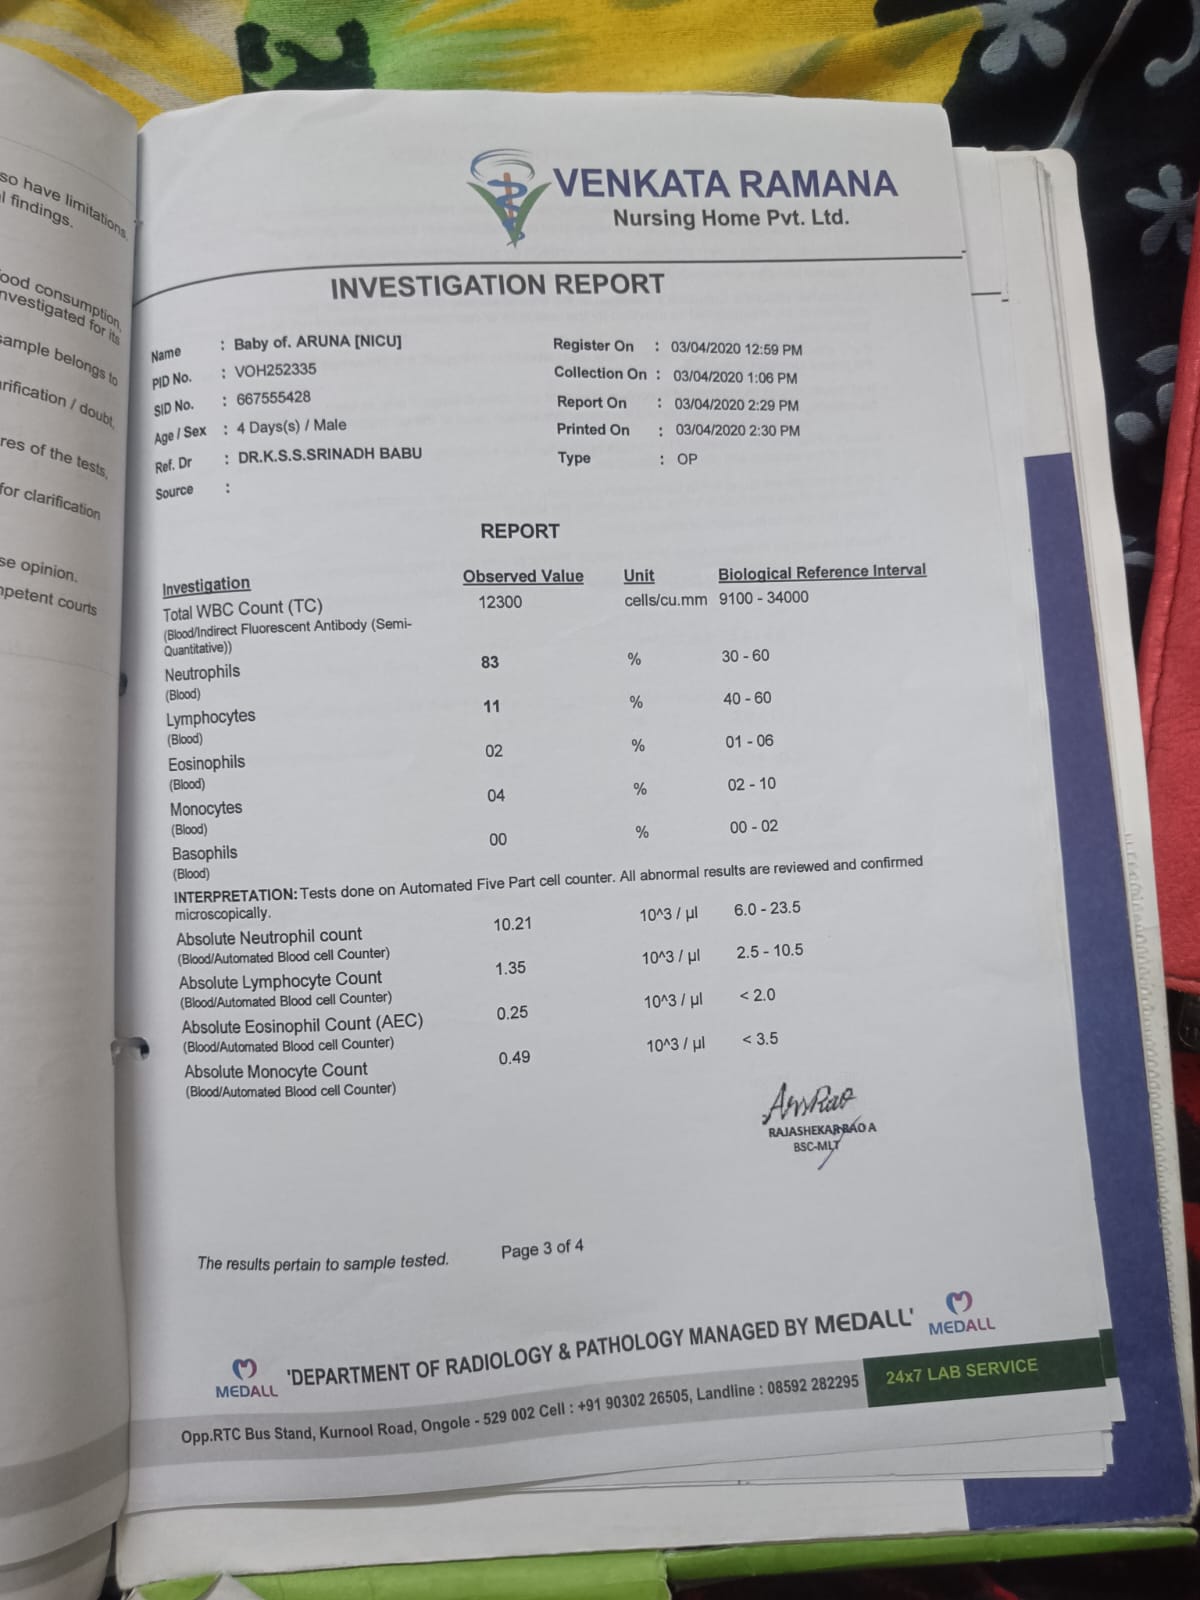 so have limitations.
l findings.
ood consumption,
nvestigated for its
sample belongs to
rification / doubt,
res of the tests,
for clarification
se opinion.
npetent courts
VENKATA RAMANA
Nursing Home Pvt. Ltd.
INVESTIGATION REPORT
Name : Baby of. ARUNA [NICU] Register On : 03/04/2020 12:59 PM
PID No. : VOH252335 Collection On : 03/04/2020 1:06 PM
SID No. : 667555428 Report On : 03/04/2020 2:29 PM
Age / Sex : 4 Days(s) / Male Printed On : 03/04/2020 2:30 PM
Ref. Dr : DR.K.S.S.SRINADH BABU Type : OP
Source :
REPORT
Investigation Observed Value Unit Biological Reference Interval
Total WBC Count (TC) 12300 cells/cu.mm 9100 - 34000
(Blood/Indirect Fluorescent Antibody (Semi-
Quantitative))
Neutrophils 83 % 30 - 60
(Blood)
Lymphocytes 11 % 40 - 60
(Blood)
Eosinophils 02 % 01 - 06
(Blood)
Monocytes 04 % 02 - 10
(Blood)
Basophils 00 % 00 - 02
(Blood)
INTERPRETATION: Tests done on Automated Five Part cell counter. All abnormal results are reviewed and confirmed
microscopically.
Absolute Neutrophil count 10.21 10^3 / µl 6.0 - 23.5
(Blood/Automated Blood cell Counter)
Absolute Lymphocyte Count 1.35 10^3 / µl 2.5 - 10.5
(Blood/Automated Blood cell Counter)
Absolute Eosinophil Count (AEC) 0.25 10^3 / µl < 2.0
(Blood/Automated Blood cell Counter)
Absolute Monocyte Count 0.49 10^3 / µl < 3.5
(Blood/Automated Blood cell Counter)
RAJASHEKAR RAO A
BSC-MLT
The results pertain to sample tested. Page 3 of 4
MEDALL 'DEPARTMENT OF RADIOLOGY & PATHOLOGY MANAGED BY MEDALL' MEDALL
Opp.RTC Bus Stand, Kurnool Road, Ongole - 529 002 Cell : +91 90302 26505, Landline : 08592 282295 24x7 LAB SERVICE